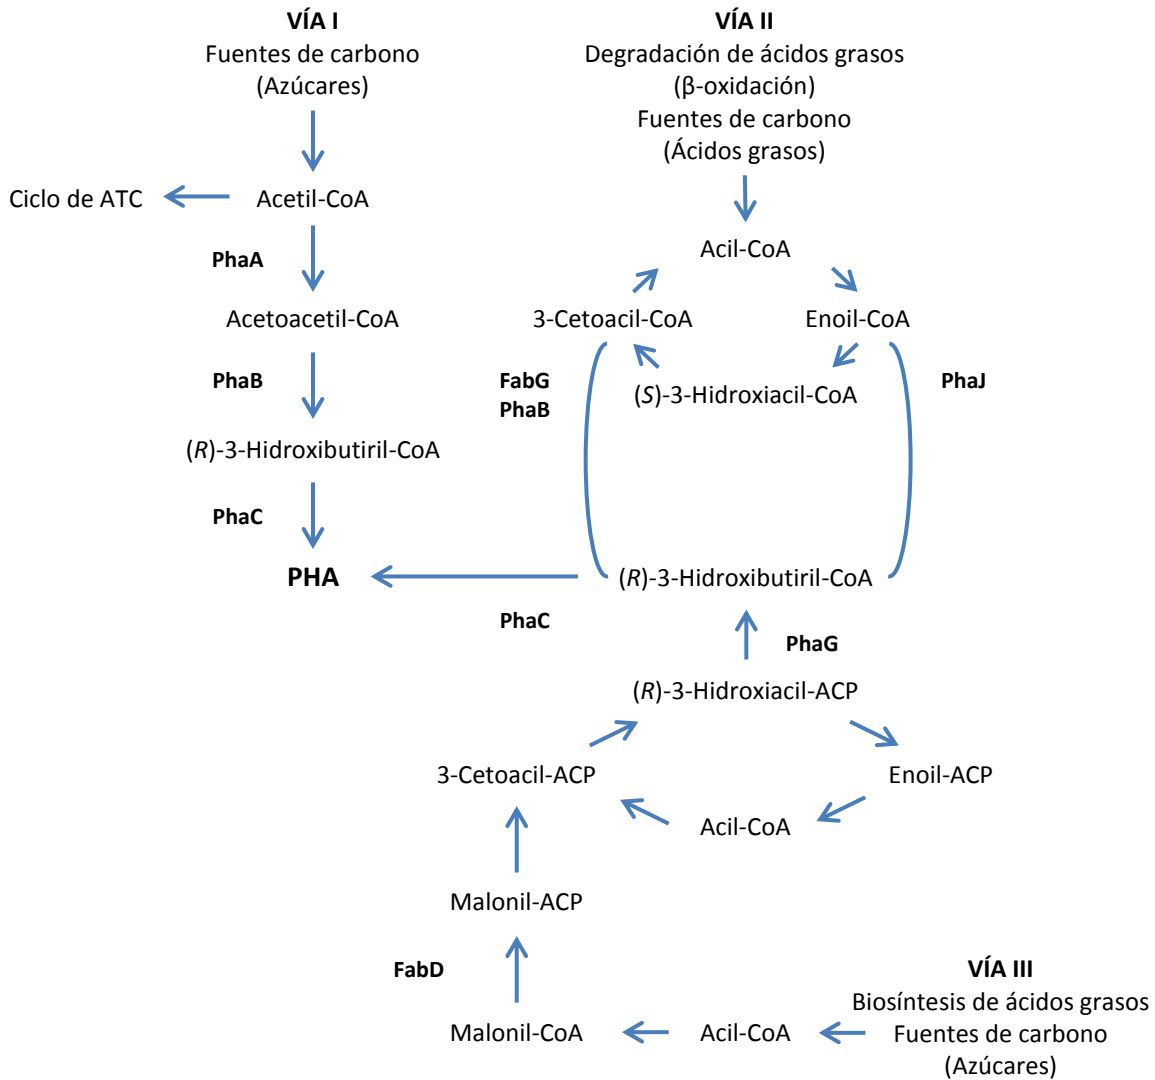 VÍA I
Fuentes de carbono
(Azúcares)
Ciclo de ATC
Acetil-CoA
PhaA
Acetoacetil-CoA
PhaB
(R)-3-Hidroxibutiril-CoA
PhaC
PHA
VÍA II
Degradación de ácidos grasos
(β-oxidación)
Fuentes de carbono
(Ácidos grasos)
Acil-CoA
3-Cetoacil-CoA
Enoil-CoA
FabG
PhaB
(S)-3-Hidroxiacil-CoA
PhaJ
(R)-3-Hidroxibutiril-CoA
PhaC
PhaG
(R)-3-Hidroxiacil-ACP
3-Cetoacil-ACP
Enoil-ACP
Acil-CoA
Malonil-ACP
FabD
Malonil-CoA
Acil-CoA
VÍA III
Biosíntesis de ácidos grasos
Fuentes de carbono
(Azúcares)